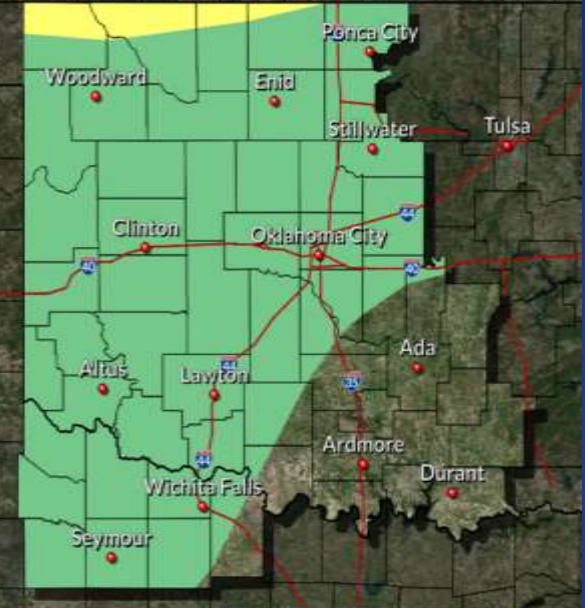 Ponca City
Woodward
Enid
Stillwater
Tulsa
44
Clinton
Oklahoma City
40
40
Ada
44
Altus
Lawton
35
Ardmore
44
Durant
Wichita Falls
Seymour